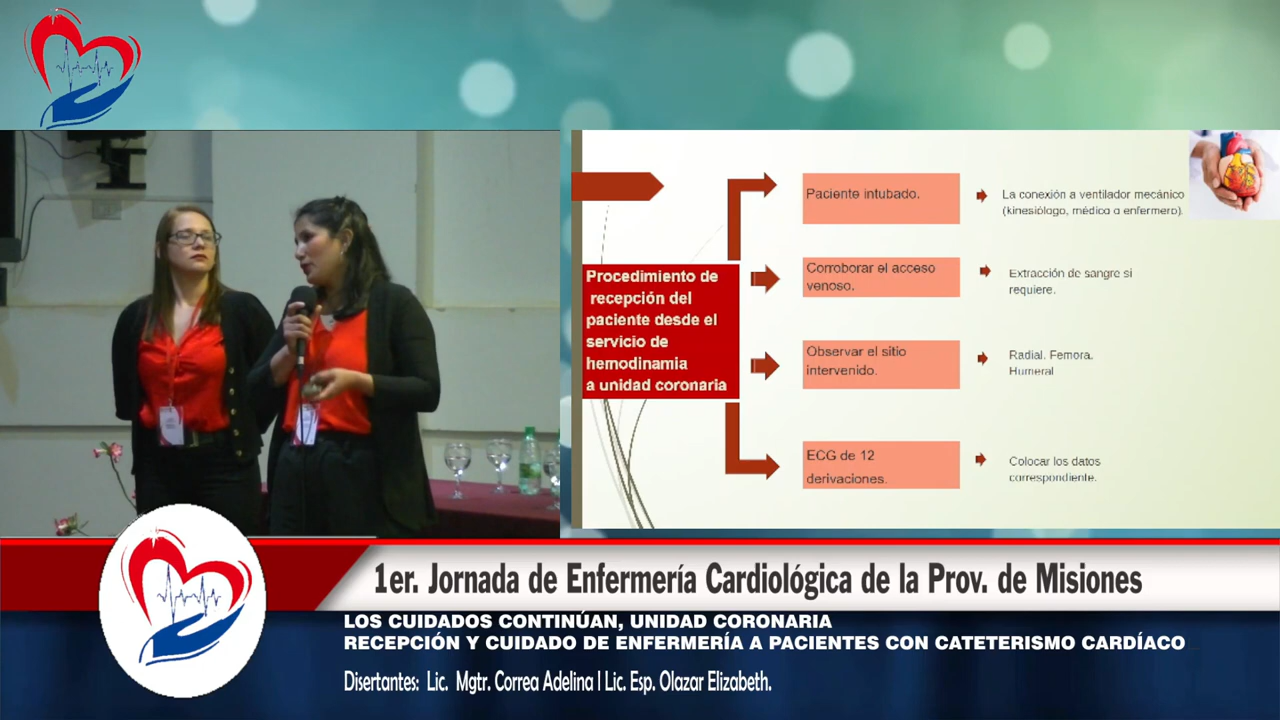 Procedimiento de
recepción del
paciente desde el
servicio de
hemodinamia
a unidad coronaria
Paciente intubado.
La conexión a ventilador mecánico
(kinesiólogo, médico o enfermero).
Corroborar el acceso
venoso.
Extracción de sangre si
requiere.
Observar el sitio
intervenido.
Radial. Femora.
Humeral
ECG de 12
derivaciones.
Colocar los datos
correspondiente.
1er. Jornada de Enfermería Cardiológica de la Prov. de Misiones
LOS CUIDADOS CONTINÚAN, UNIDAD CORONARIA
RECEPCIÓN Y CUIDADO DE ENFERMERÍA A PACIENTES CON CATETERISMO CARDÍACO
Disertantes: Lic. Mgtr. Correa Adelina | Lic. Esp. Olazar Elizabeth.